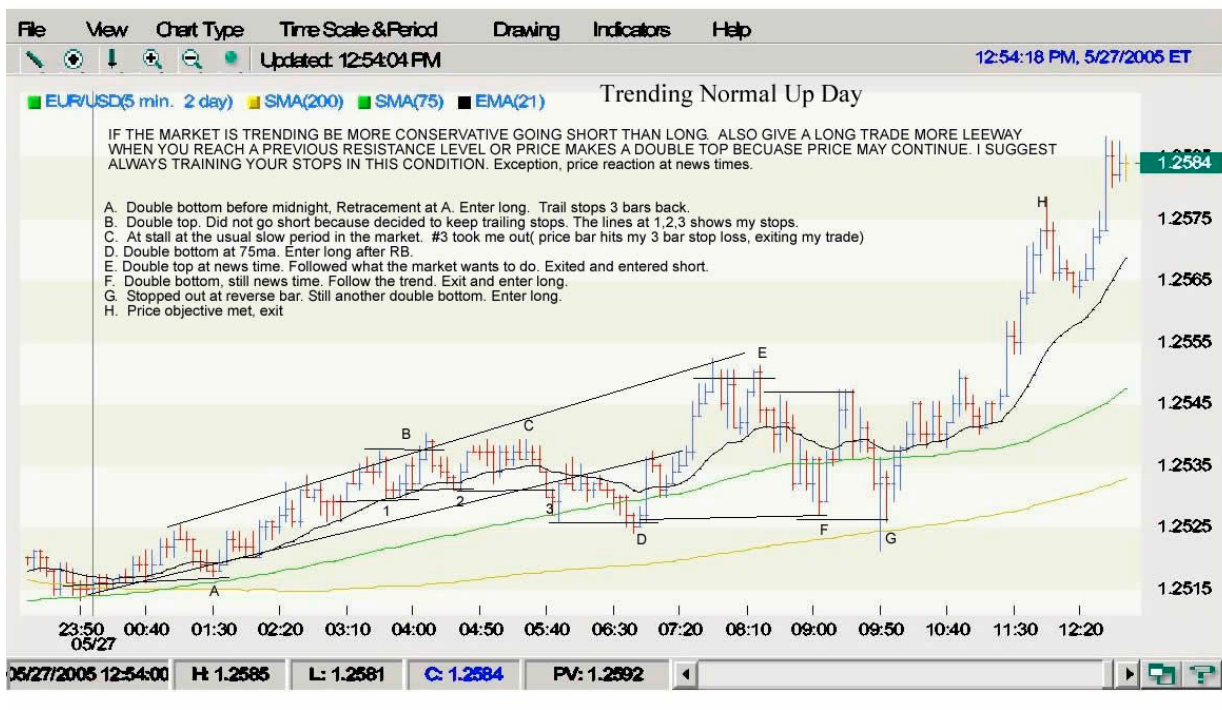 File View Chart Type Time Scale & Period Drawing Indicators Help
Updated: 12:54:04 PM 12:54:18 PM, 5/27/2005 ET
EUR/USD(5 min. 2 day) SMA(200) SMA(75) EMA(21) Trending Normal Up Day
IF THE MARKET IS TRENDING BE MORE CONSERVATIVE GOING SHORT THAN LONG. ALSO GIVE A LONG TRADE MORE LEEWAY
WHEN YOU REACH A PREVIOUS RESISTANCE LEVEL OR PRICE MAKES A DOUBLE TOP BECUASE PRICE MAY CONTINUE. I SUGGEST
ALWAYS TRAINING YOUR STOPS IN THIS CONDITION. Exception, price reaction at news times.
1.2584
A. Double bottom before midnight, Retracement at A. Enter long. Trail stops 3 bars back.
B. Double top. Did not go short because decided to keep trailing stops. The lines at 1,2,3 shows my stops.
C. At stall at the usual slow period in the market. #3 took me out( price bar hits my 3 bar stop loss, exiting my trade)
D. Double bottom at 75ma. Enter long after RB.
E. Double top at news time. Followed what the market wants to do. Exited and entered short.
F. Double bottom, still news time. Follow the trend. Exit and enter long.
G. Stopped out at reverse bar. Still another double bottom. Enter long.
H. Price objective met, exit
H
1.2575
1.2565
1.2555
E
1.2545
B C
1.2535
1 2 3
1.2525
D F G
A
1.2515
23:50 00:40 01:30 02:20 03:10 04:00 04:50 05:40 06:30 07:20 08:10 09:00 09:50 10:40 11:30 12:20
05/27
05/27/2005 12:54:00 H: 1.2585 L: 1.2581 C: 1.2584 PV: 1.2592